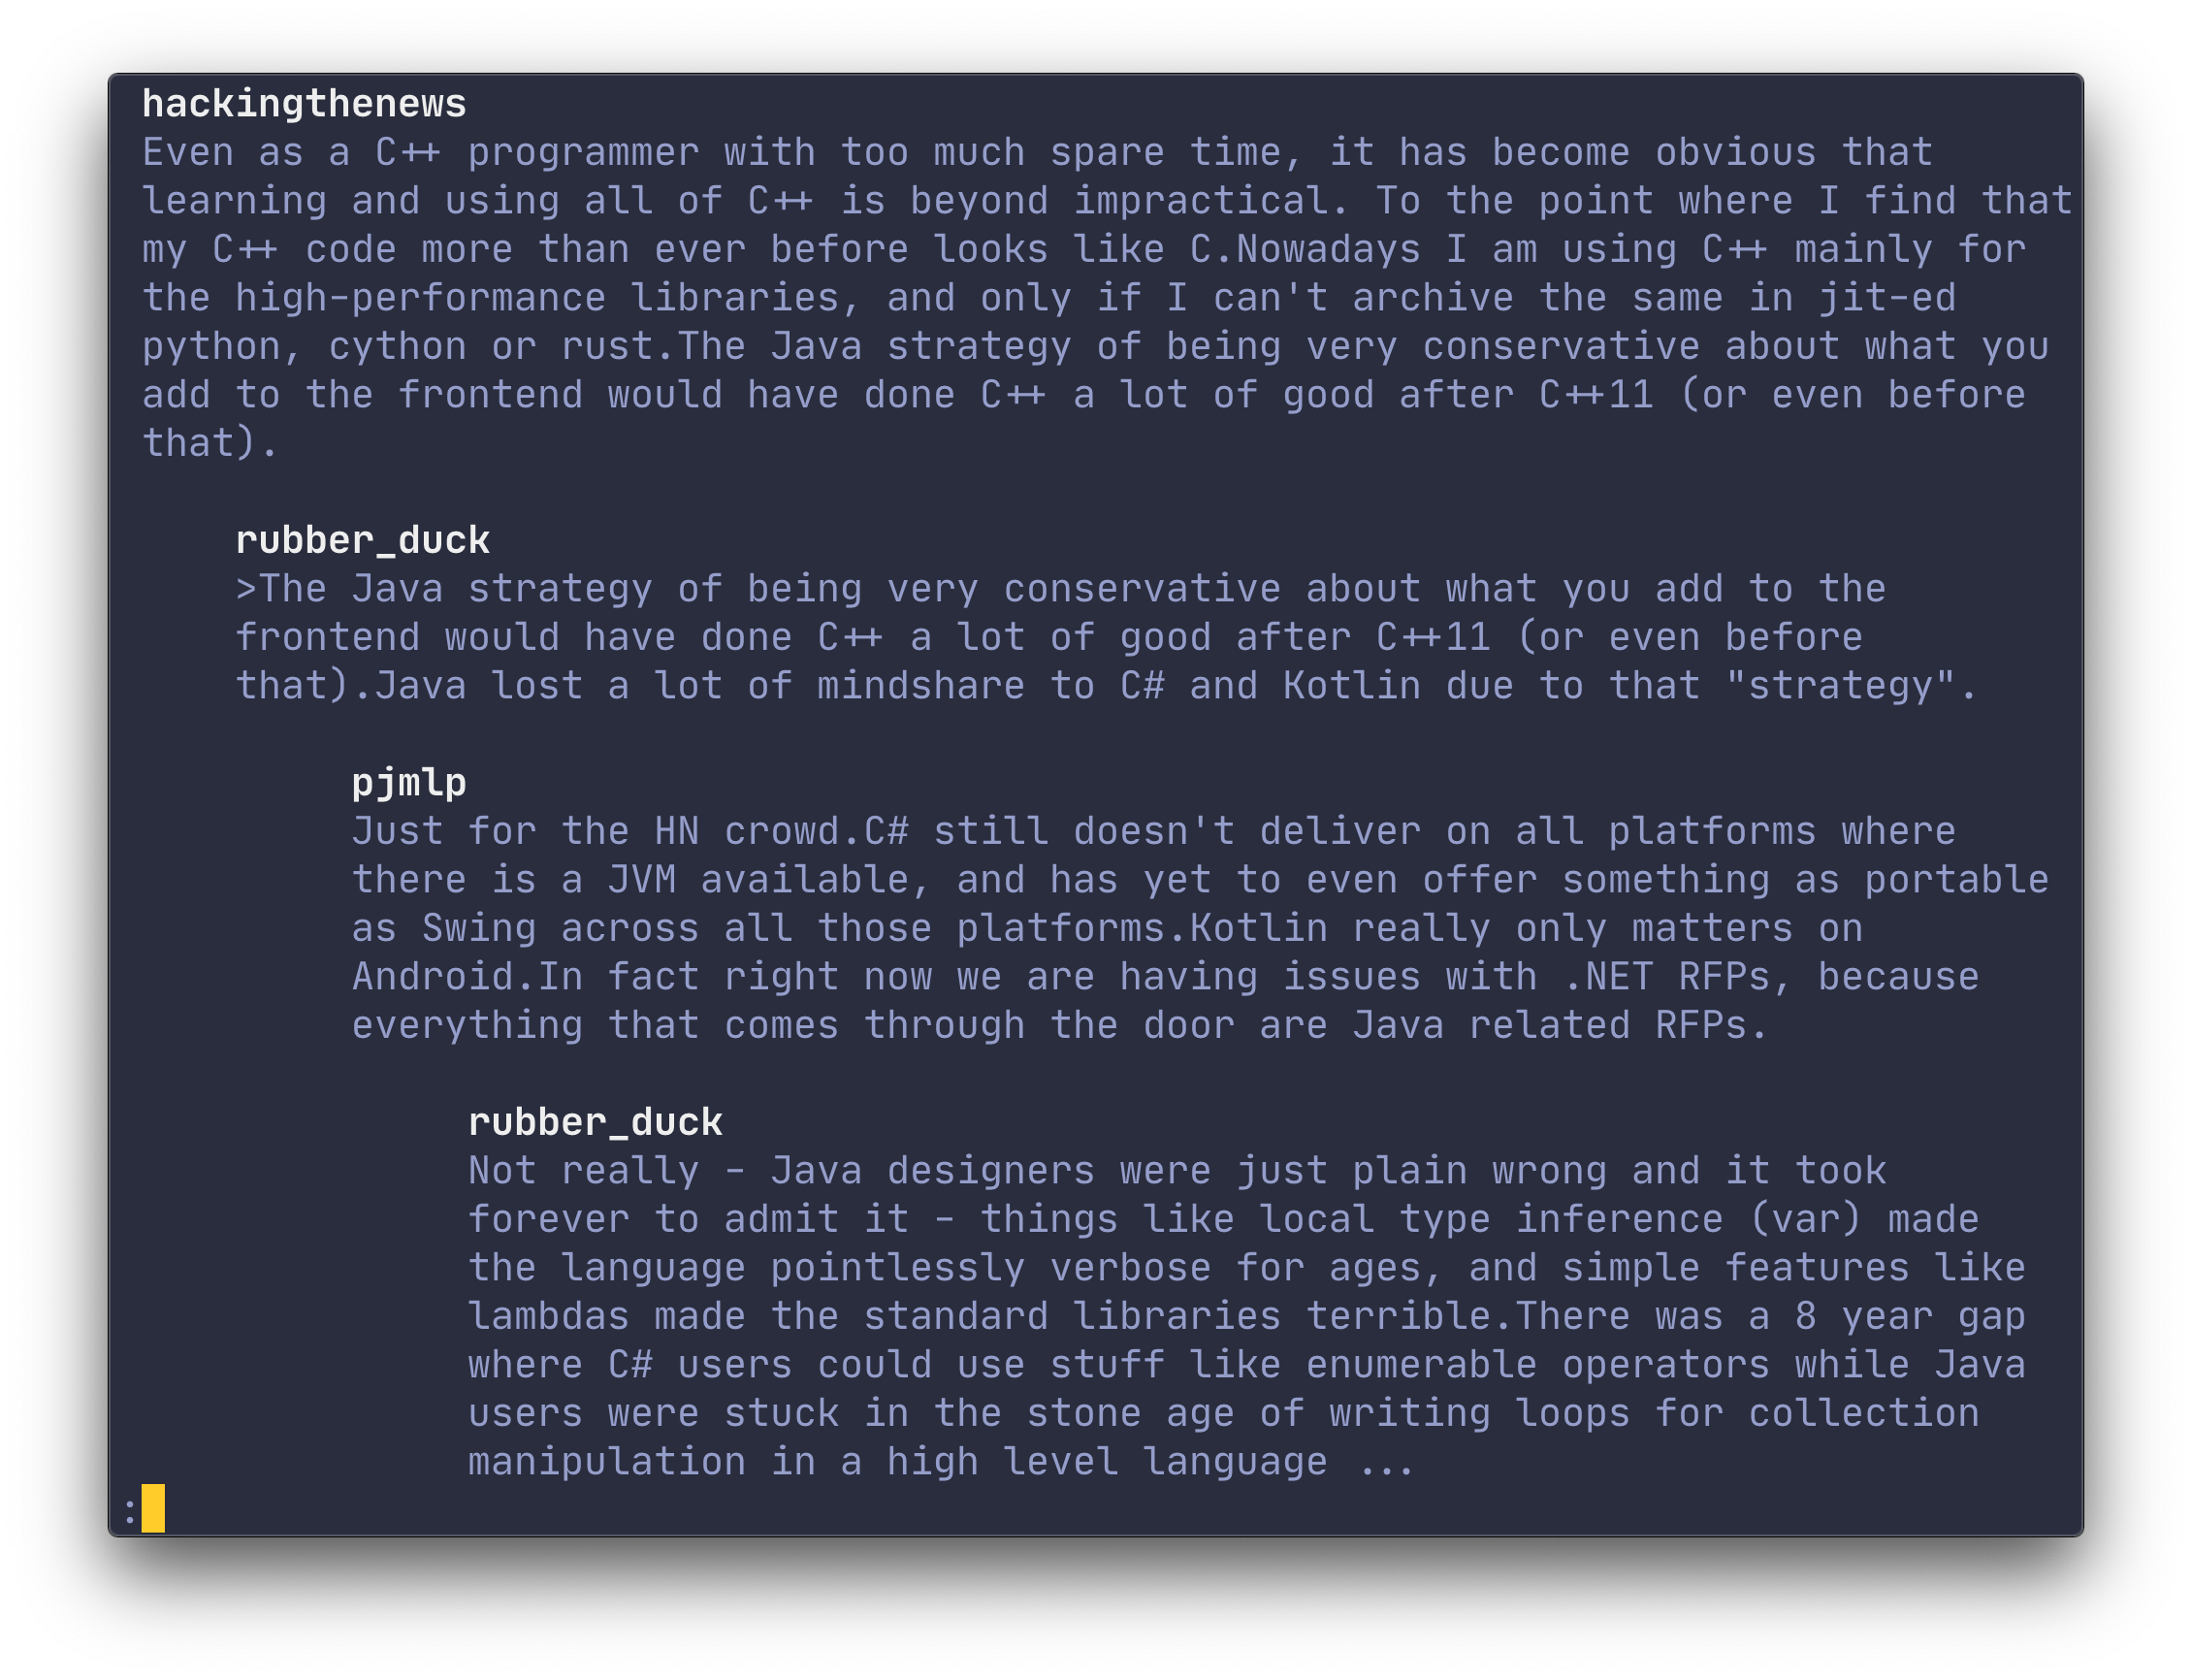 hackingthenews
Even as a C++ programmer with too much spare time, it has become obvious that
learning and using all of C++ is beyond impractical. To the point where I find that
my C++ code more than ever before looks like C.Nowadays I am using C++ mainly for
the high-performance libraries, and only if I can't archive the same in jit-ed
python, cython or rust.The Java strategy of being very conservative about what you
add to the frontend would have done C++ a lot of good after C++11 (or even before
that).
rubber_duck
>The Java strategy of being very conservative about what you add to the
frontend would have done C++ a lot of good after C++11 (or even before
that).Java lost a lot of mindshare to C# and Kotlin due to that "strategy".
pjmlp
Just for the HN crowd.C# still doesn't deliver on all platforms where
there is a JVM available, and has yet to even offer something as portable
as Swing across all those platforms.Kotlin really only matters on
Android.In fact right now we are having issues with .NET RFPs, because
everything that comes through the door are Java related RFPs.
rubber_duck
Not really - Java designers were just plain wrong and it took
forever to admit it - things like local type inference (var) made
the language pointlessly verbose for ages, and simple features like
lambdas made the standard libraries terrible.There was a 8 year gap
where C# users could use stuff like enumerable operators while Java
users were stuck in the stone age of writing loops for collection
manipulation in a high level language ...
: